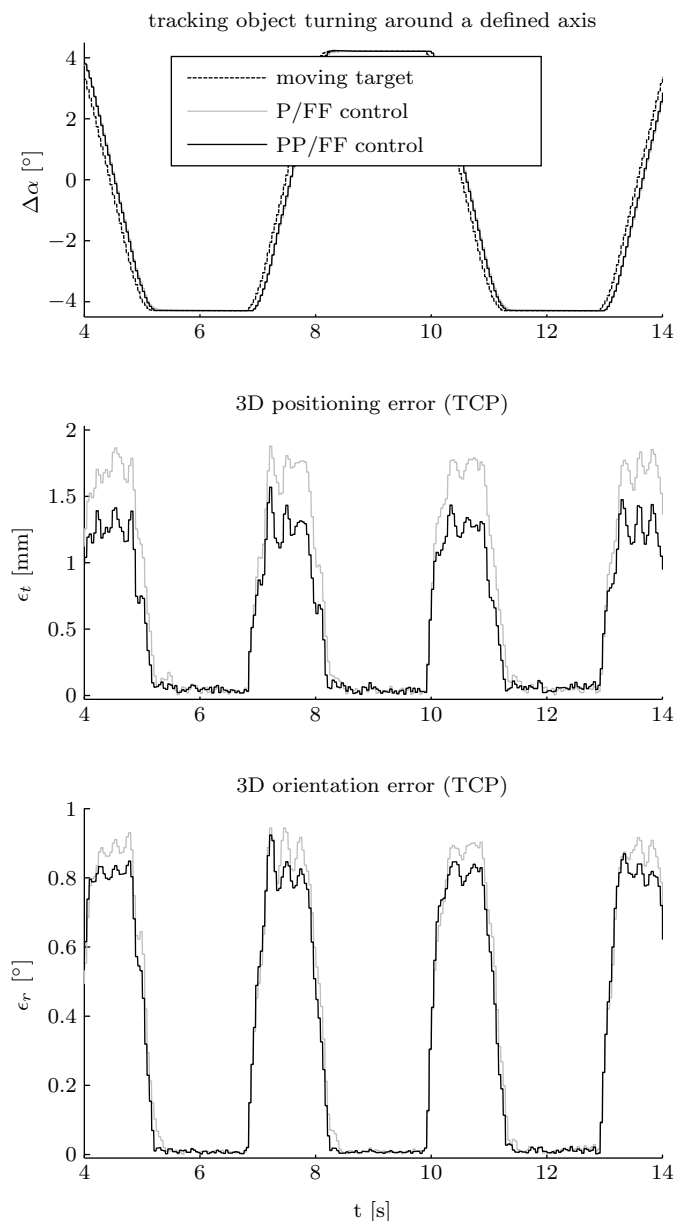 tracking object turning around a defined axis
4
2
0
−2
−4
Δα [°]
moving target
P/FF control
PP/FF control
4 6 8 10 12 14
3D positioning error (TCP)
2
1.5
1
0.5
0
ϵt [mm]
4 6 8 10 12 14
3D orientation error (TCP)
1
0.8
0.6
0.4
0.2
0
ϵr [°]
4 6 8 10 12 14
t [s]